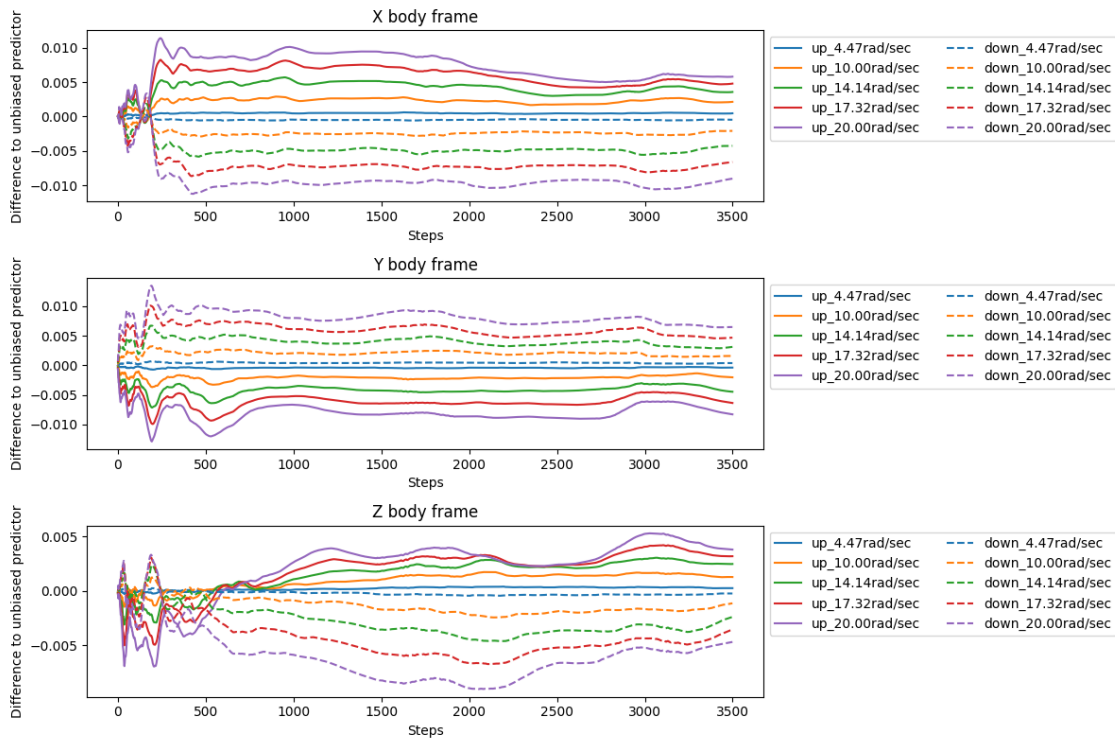 X body frame
Difference to unbiased predictor
0.010
0.005
0.000
−0.005
−0.010
0 500 1000 1500 2000 2500 3000 3500
Steps
up_4.47rad/sec down_4.47rad/sec
up_10.00rad/sec down_10.00rad/sec
up_14.14rad/sec down_14.14rad/sec
up_17.32rad/sec down_17.32rad/sec
up_20.00rad/sec down_20.00rad/sec
Y body frame
Difference to unbiased predictor
0.010
0.005
0.000
−0.005
−0.010
0 500 1000 1500 2000 2500 3000 3500
Steps
up_4.47rad/sec down_4.47rad/sec
up_10.00rad/sec down_10.00rad/sec
up_14.14rad/sec down_14.14rad/sec
up_17.32rad/sec down_17.32rad/sec
up_20.00rad/sec down_20.00rad/sec
Z body frame
Difference to unbiased predictor
0.005
0.000
−0.005
0 500 1000 1500 2000 2500 3000 3500
Steps
up_4.47rad/sec down_4.47rad/sec
up_10.00rad/sec down_10.00rad/sec
up_14.14rad/sec down_14.14rad/sec
up_17.32rad/sec down_17.32rad/sec
up_20.00rad/sec down_20.00rad/sec